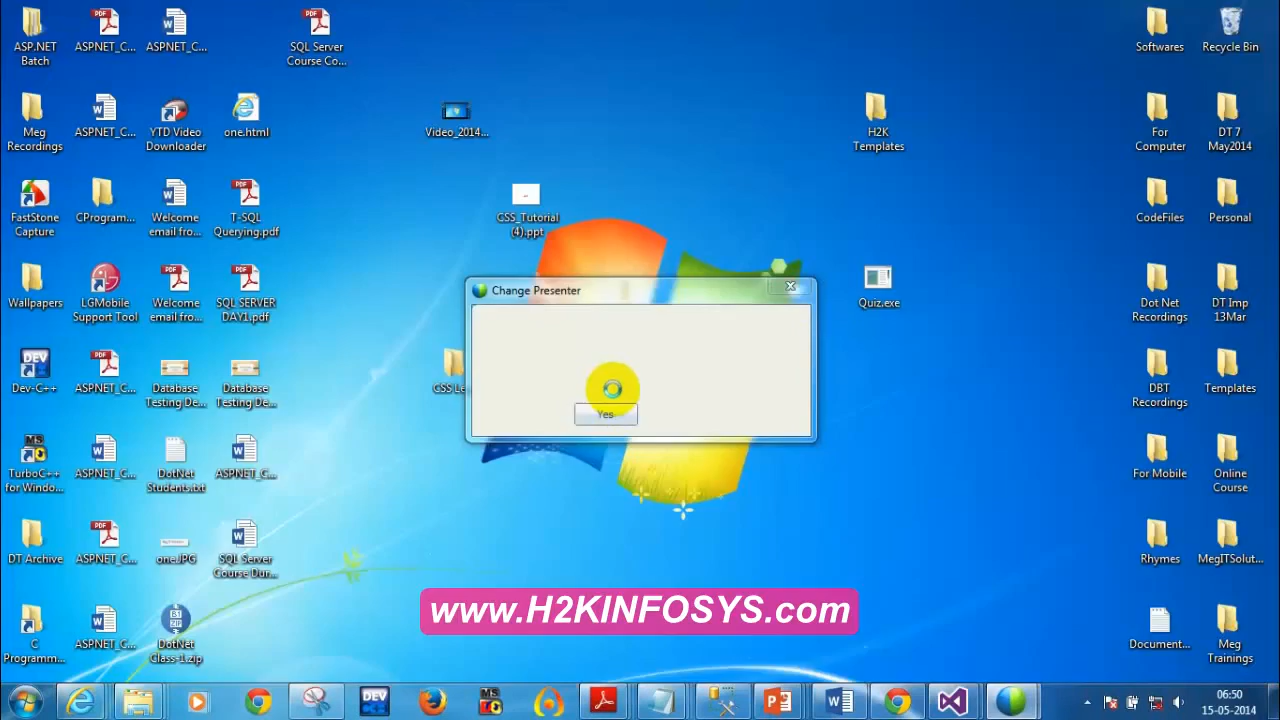 ASP.NET
Batch
ASPNET_C...
ASPNET_C...
SQL Server
Course Co...
Softwares
Recycle Bin
Meg
Recordings
ASPNET_C...
YTD Video
Downloader
one.html
Video_2014...
H2K
Templates
For
Computer
DT 7
May2014
FastStone
Capture
CProgram...
Welcome
email fro...
T-SQL
Querying.pdf
CSS_Tutorial
(4).ppt
CodeFiles
Personal
Wallpapers
LGMobile
Support Tool
Welcome
email fro...
SQL SERVER
DAY1.pdf
Change Presenter
Quiz.exe
Dot Net
Recordings
DT Imp
13Mar
Dev-C++
ASPNET_C...
Database
Testing De...
Database
Testing De...
CSS Le
Yes
DBT
Recordings
Templates
TurboC++
for Windo...
ASPNET_C...
DotNet
Students.txt
ASPNET_C...
For Mobile
Online
Course
DT Archive
ASPNET_C...
one.JPG
SQL Server
Course Dur...
Rhymes
MegITSolut...
C
Programm...
ASPNET_C...
DotNet
Class-1.zip
www.H2KINFOSYS.com
Document...
Meg
Trainings
DEV
MS
06:50
15-05-2014